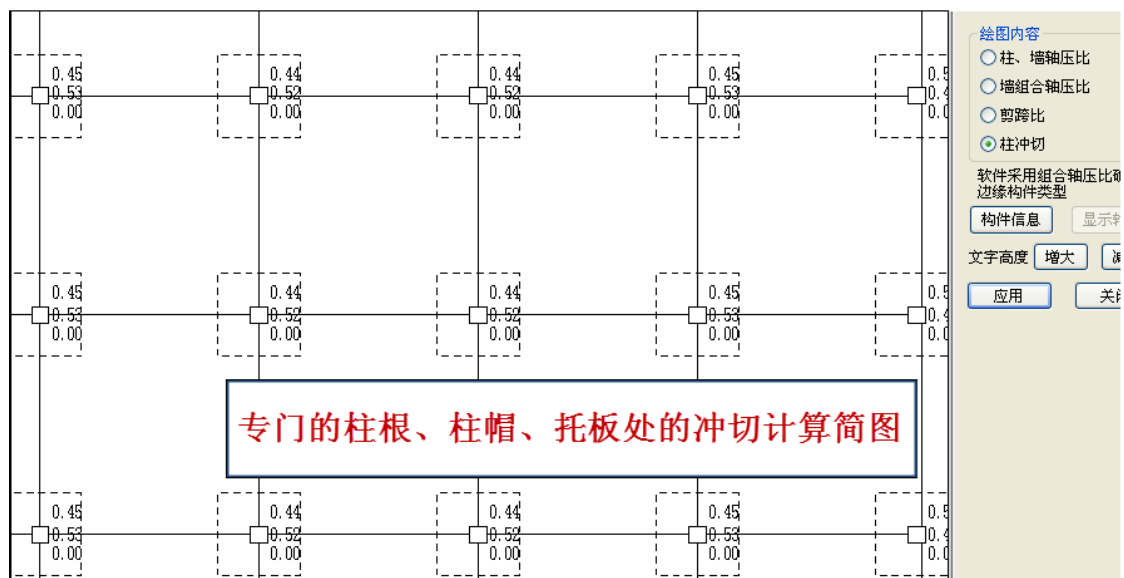 0.45 0.44 0.44 0.45
0.53 0.52 0.52 0.53
0.00 0.00 0.00 0.00
0.45 0.44 0.44 0.45
0.53 0.52 0.52 0.53
0.00 0.00 0.00 0.00
专门的柱根、柱帽、托板处的冲切计算简图
0.45 0.44 0.44 0.45
0.53 0.52 0.52 0.53
0.00 0.00 0.00 0.00
绘图内容
柱、墙轴压比
墙组合轴压比
剪跨比
柱冲切
软件采用组合轴压比
边缘构件类型
构件信息 显示
文字高度 增大
应用